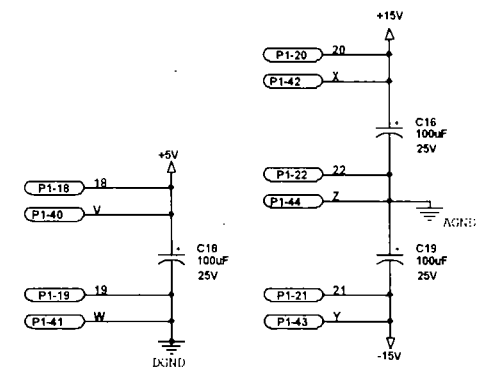 +15V
P1-20 20
P1-42 X
C16
100uF
25V
P1-22 22
P1-44 Z
AGND
C19
100uF
25V
P1-21 21
P1-43 Y
-15V
+5V
P1-18 18
P1-40 V
C18
100uF
25V
P1-19 19
P1-41 W
DGND